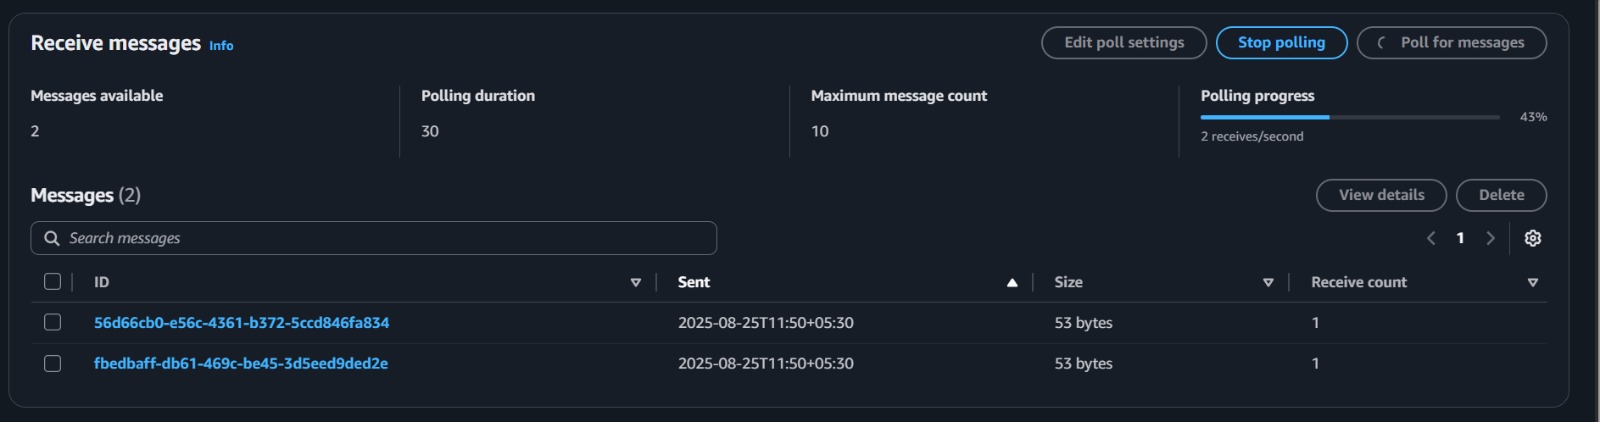 Receive messages Info
Edit poll settings Stop polling Poll for messages
Messages available Polling duration Maximum message count Polling progress
2 30 10 43%
2 receives/second
Messages (2) View details Delete
Search messages 1
ID Sent Size Receive count
56d66cb0-e56c-4361-b372-5ccd846fa834 2025-08-25T11:50+05:30 53 bytes 1
fbedbaff-db61-469c-be45-3d5eed9ded2e 2025-08-25T11:50+05:30 53 bytes 1